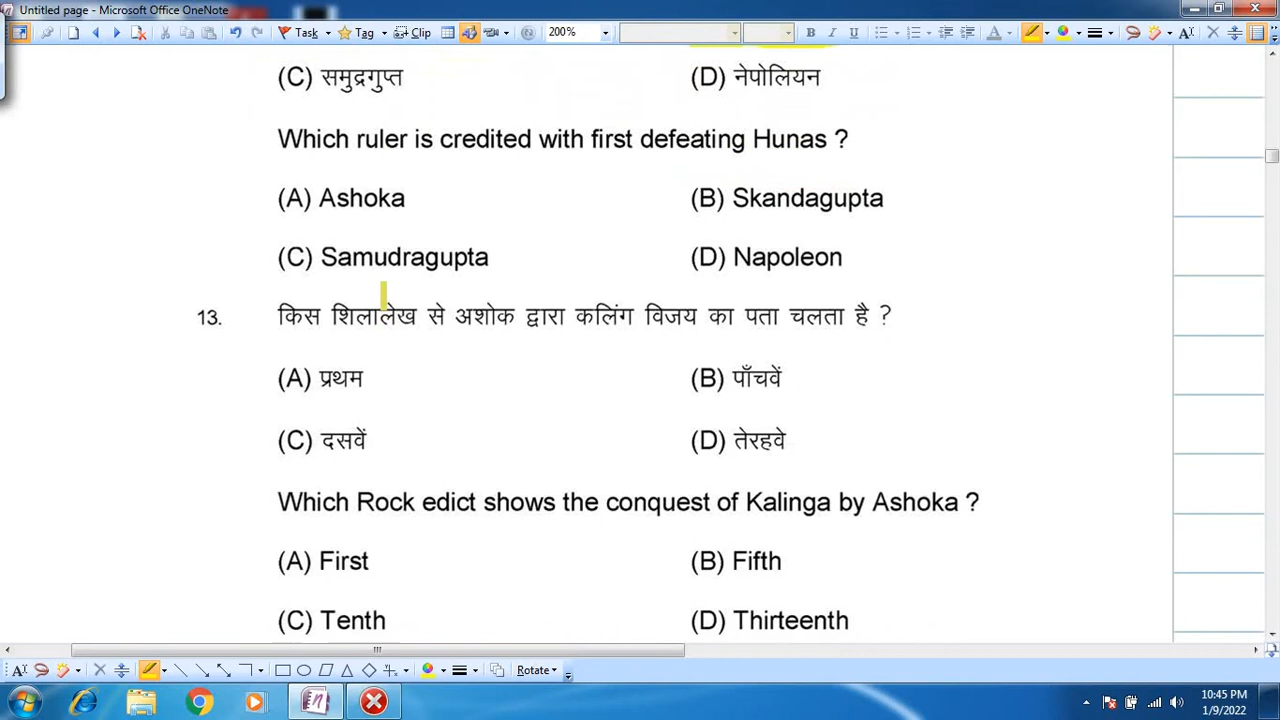 Untitled page - Microsoft Office OneNote
Task Tag Clip 200% B I U
(C) समुद्रगुप्त (D) नेपोलियन
Which ruler is credited with first defeating Hunas ?
(A) Ashoka (B) Skandagupta
(C) Samudragupta (D) Napoleon
13. किस शिलालेख से अशोक द्वारा कलिंग विजय का पता चलता है ?
(A) प्रथम (B) पाँचवें
(C) दसवें (D) तेरहवे
Which Rock edict shows the conquest of Kalinga by Ashoka ?
(A) First (B) Fifth
(C) Tenth (D) Thirteenth
Rotate
10:45 PM
1/9/2022